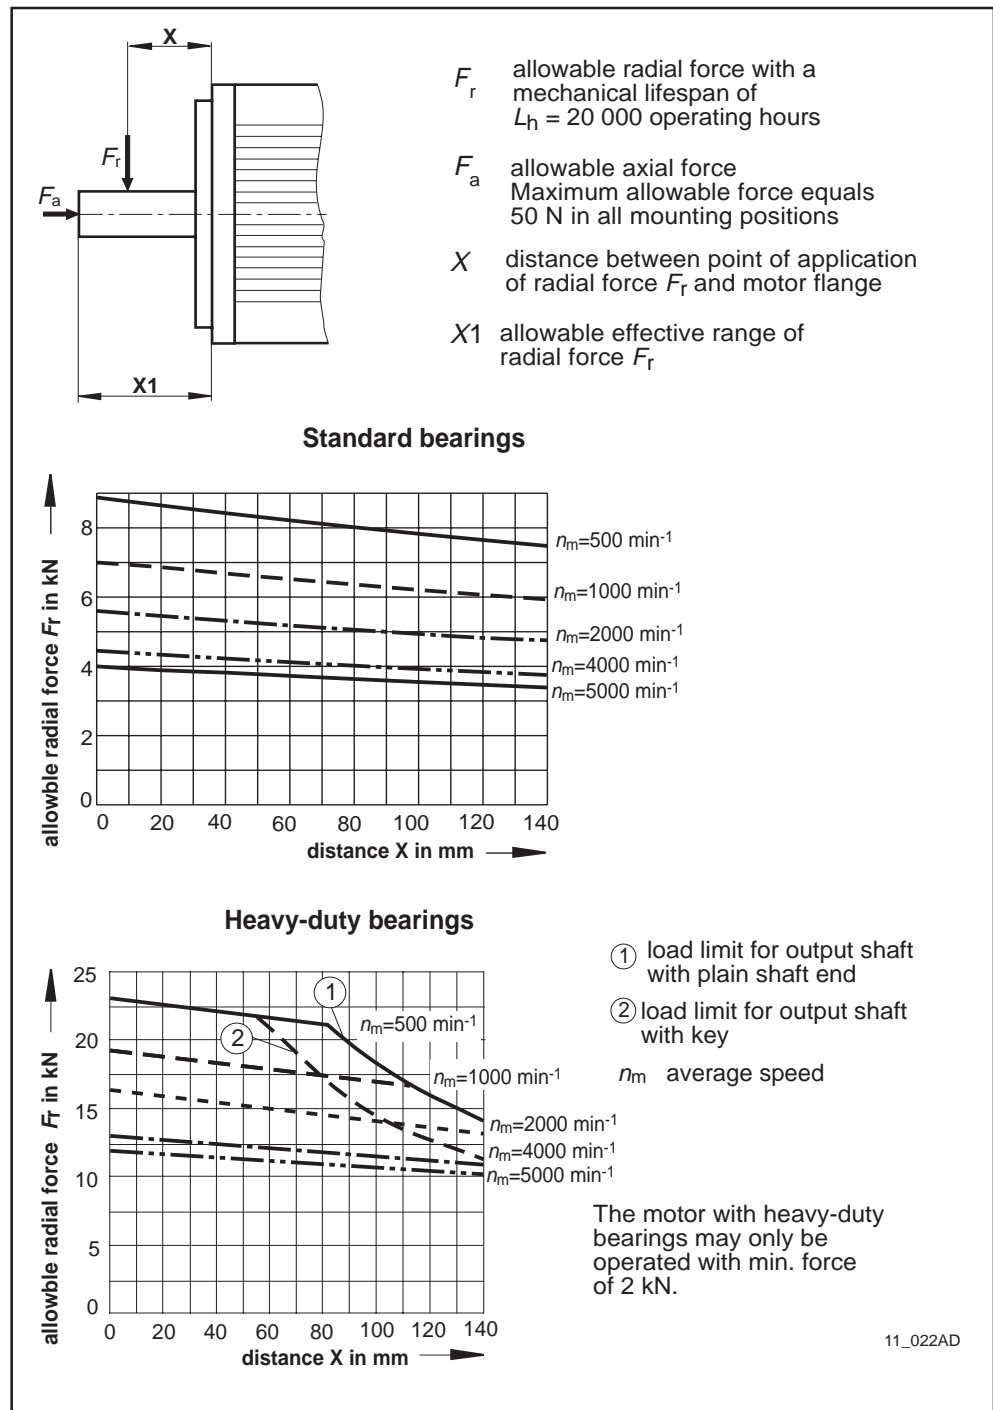 X
Fr
Fa
X1
Fr allowable radial force with a
mechanical lifespan of
Lh = 20 000 operating hours
Fa allowable axial force
Maximum allowable force equals
50 N in all mounting positions
X distance between point of application
of radial force Fr and motor flange
X1 allowable effective range of
radial force Fr
Standard bearings
allowble radial force Fr in kN
8
6
4
2
0
0 20 40 60 80 100 120 140
distance X in mm
nm=500 min-1
nm=1000 min-1
nm=2000 min-1
nm=4000 min-1
nm=5000 min-1
Heavy-duty bearings
allowble radial force Fr in kN
25
20
15
10
5
0
0 20 40 60 80 100 120 140
distance X in mm
1
2
nm=500 min-1
nm=1000 min-1
nm=2000 min-1
nm=4000 min-1
nm=5000 min-1
1 load limit for output shaft
with plain shaft end
2 load limit for output shaft
with key
nm average speed
The motor with heavy-duty
bearings may only be
operated with min. force
of 2 kN.
11_022AD